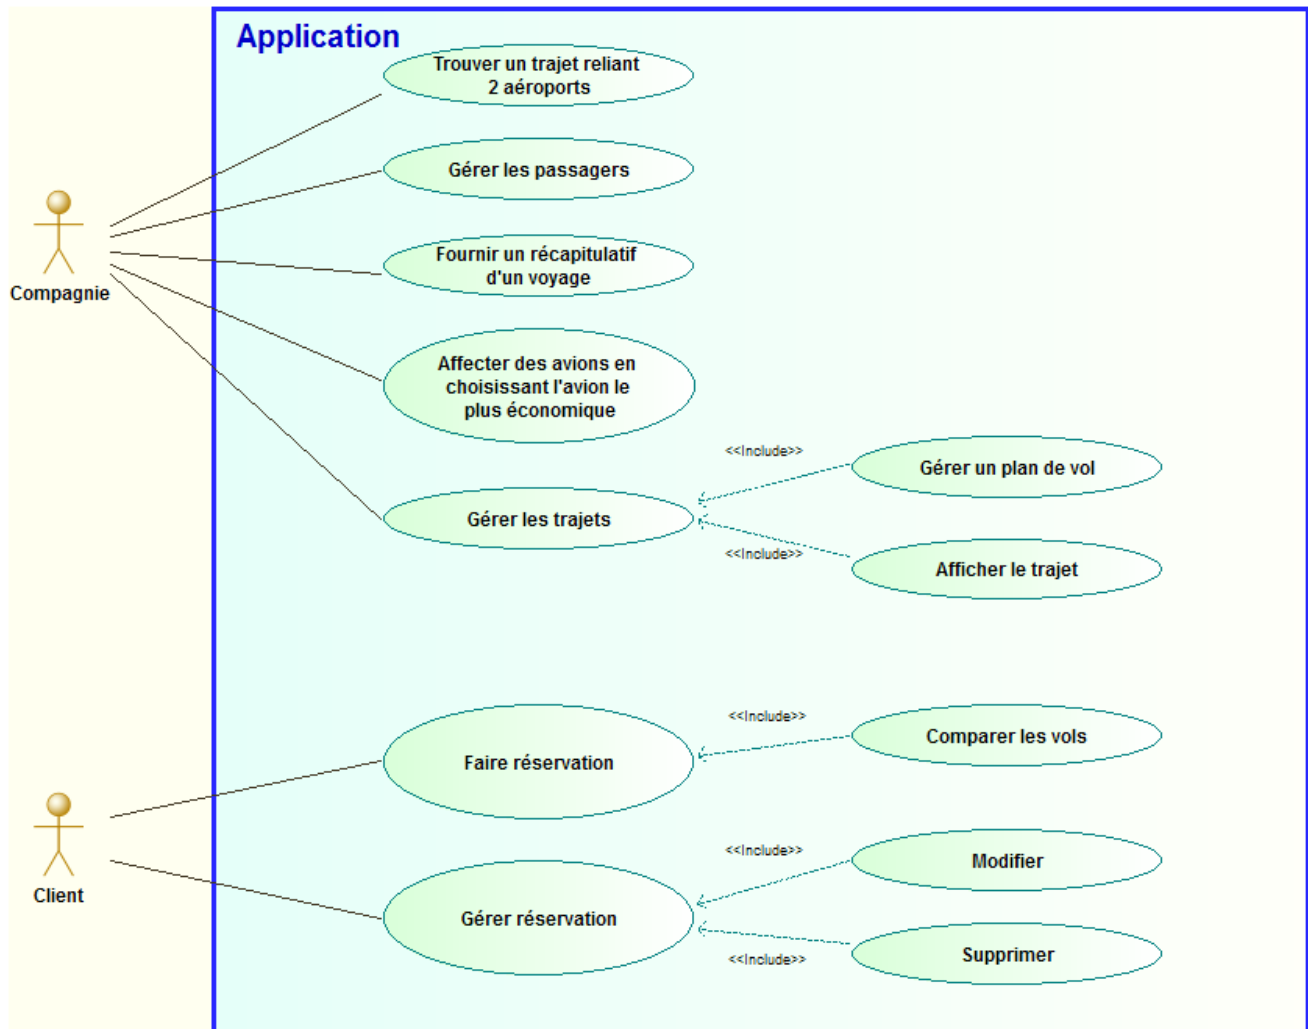 Application
Trouver un trajet reliant
2 aéroports
Gérer les passagers
Compagnie
Fournir un récapitulatif
d'un voyage
Affecter des avions en
choisissant l'avion le
plus économique
<<Include>>
Gérer un plan de vol
Gérer les trajets
<<Include>>
Afficher le trajet
<<Include>>
Comparer les vols
Faire réservation
Client
<<Include>>
Modifier
Gérer réservation
<<Include>>
Supprimer